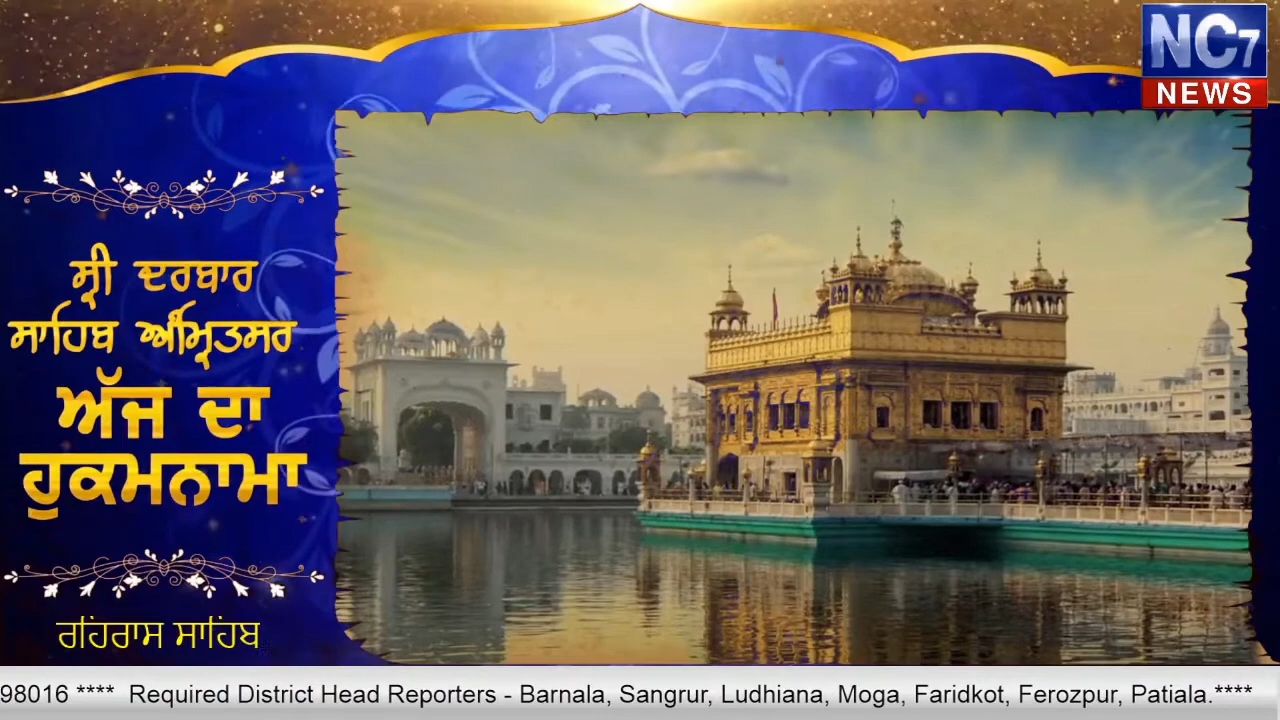 NC7
NEWS
ਸ੍ਰੀ ਦਰਬਾਰ
ਸਾਹਿਬ ਅੰਮ੍ਰਿਤਸਰ
ਅੱਜ ਦਾ
ਹੁਕਮਨਾਮਾ
ਰਹਿਰਾਸ ਸਾਹਿਬ
98016 **** Required District Head Reporters - Barnala, Sangrur, Ludhiana, Moga, Faridkot, Ferozpur, Patiala.****